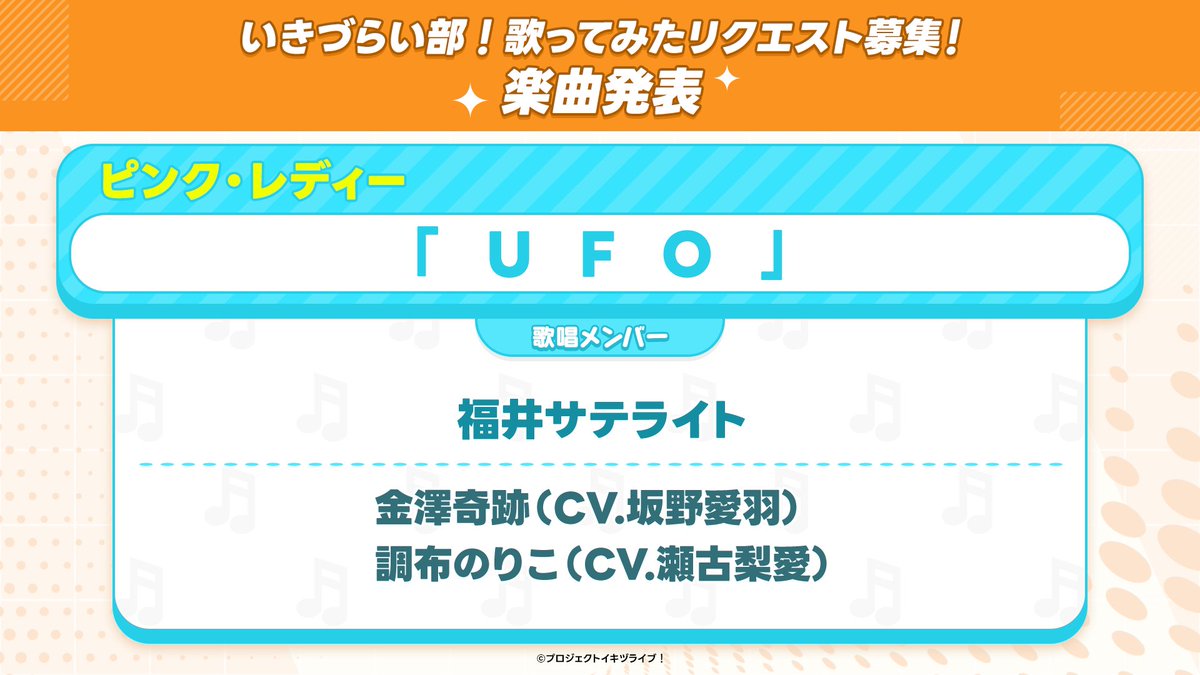 いきづらい部！歌ってみたリクエスト募集！
楽曲発表
ピンク・レディー
「UFO」
歌唱メンバー
福井サテライト
金澤奇跡（CV.坂野愛羽）
調布のりこ（CV.瀬古梨愛）
©プロジェクトイキヅライブ！